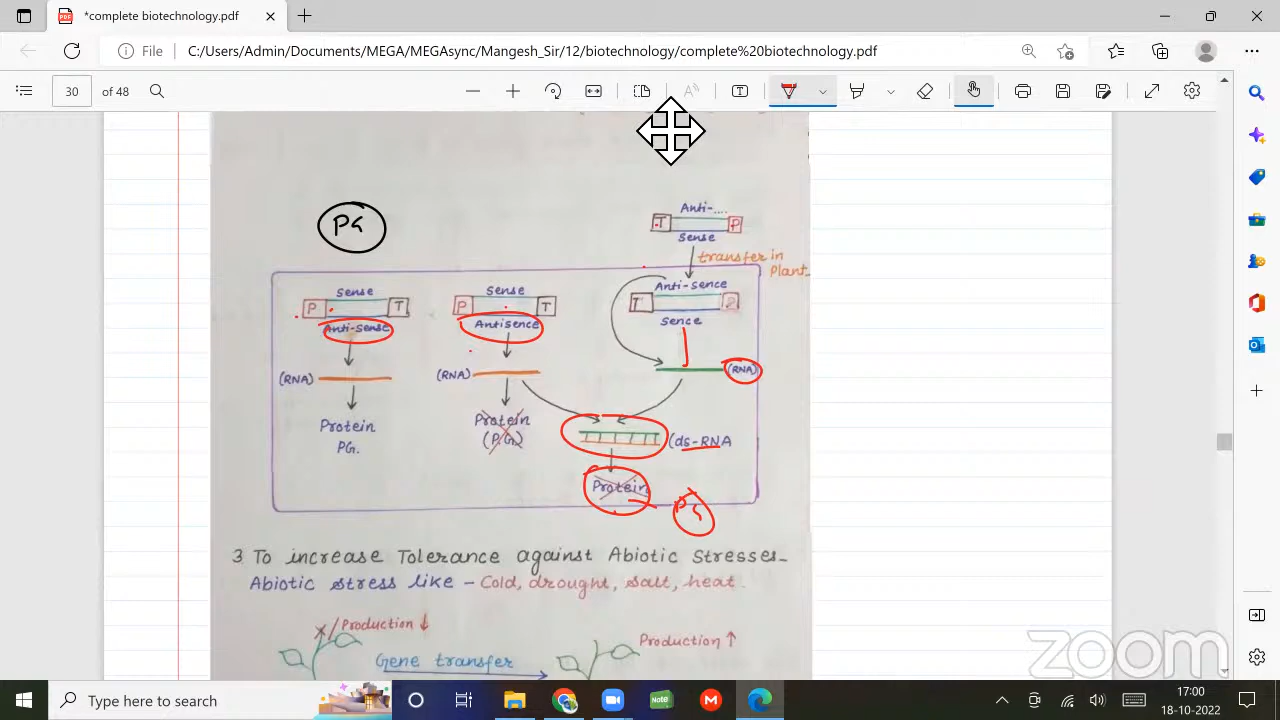 *complete biotechnology.pdf
File
C:/Users/Admin/Documents/MEGA/MEGAsync/Mangesh_Sir/12/biotechnology/complete%20biotechnology.pdf
30 of 48
PG
Anti-....
T P
Sense
transfer in
Plant
Sense
P T
Anti-sense
(RNA)
Protein
PG.
Sense
P T
Antisence
(RNA)
Protein
(PG)
Anti-sence
T P
Sence
(RNA)
(ds-RNA
Protein
PG
3 To increase Tolerance against Abiotic Stresses-
Abiotic stress like - Cold, drought, salt, heat.
Production ↓
Gene transfer
Production ↑
zoom
Type here to search
Note
17:00
18-10-2022